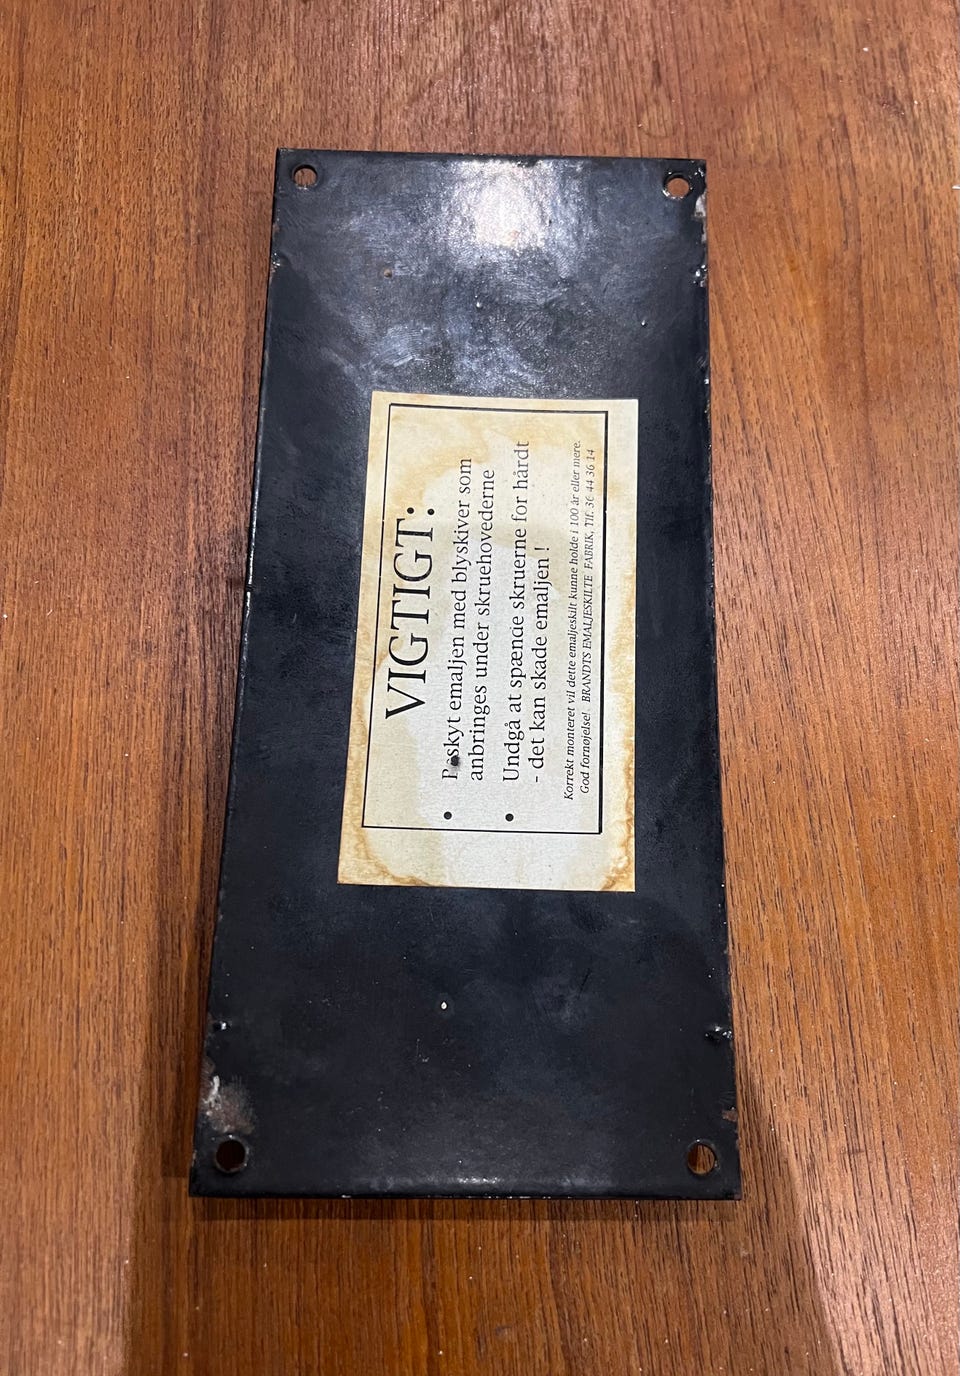 VIGTIGT:
• Beskyt emaljen med blyskiver som
anbringes under skruehovederne
• Undgå at spænde skruerne for hårdt
- det kan skade emaljen!
Korrekt monteret vil dette emaljeskilt kunne holde i 100 år eller mere.
God fornøjelse! BRANDTS EMALJESKILTE FABRIK, Tlf. 36 44 36 14